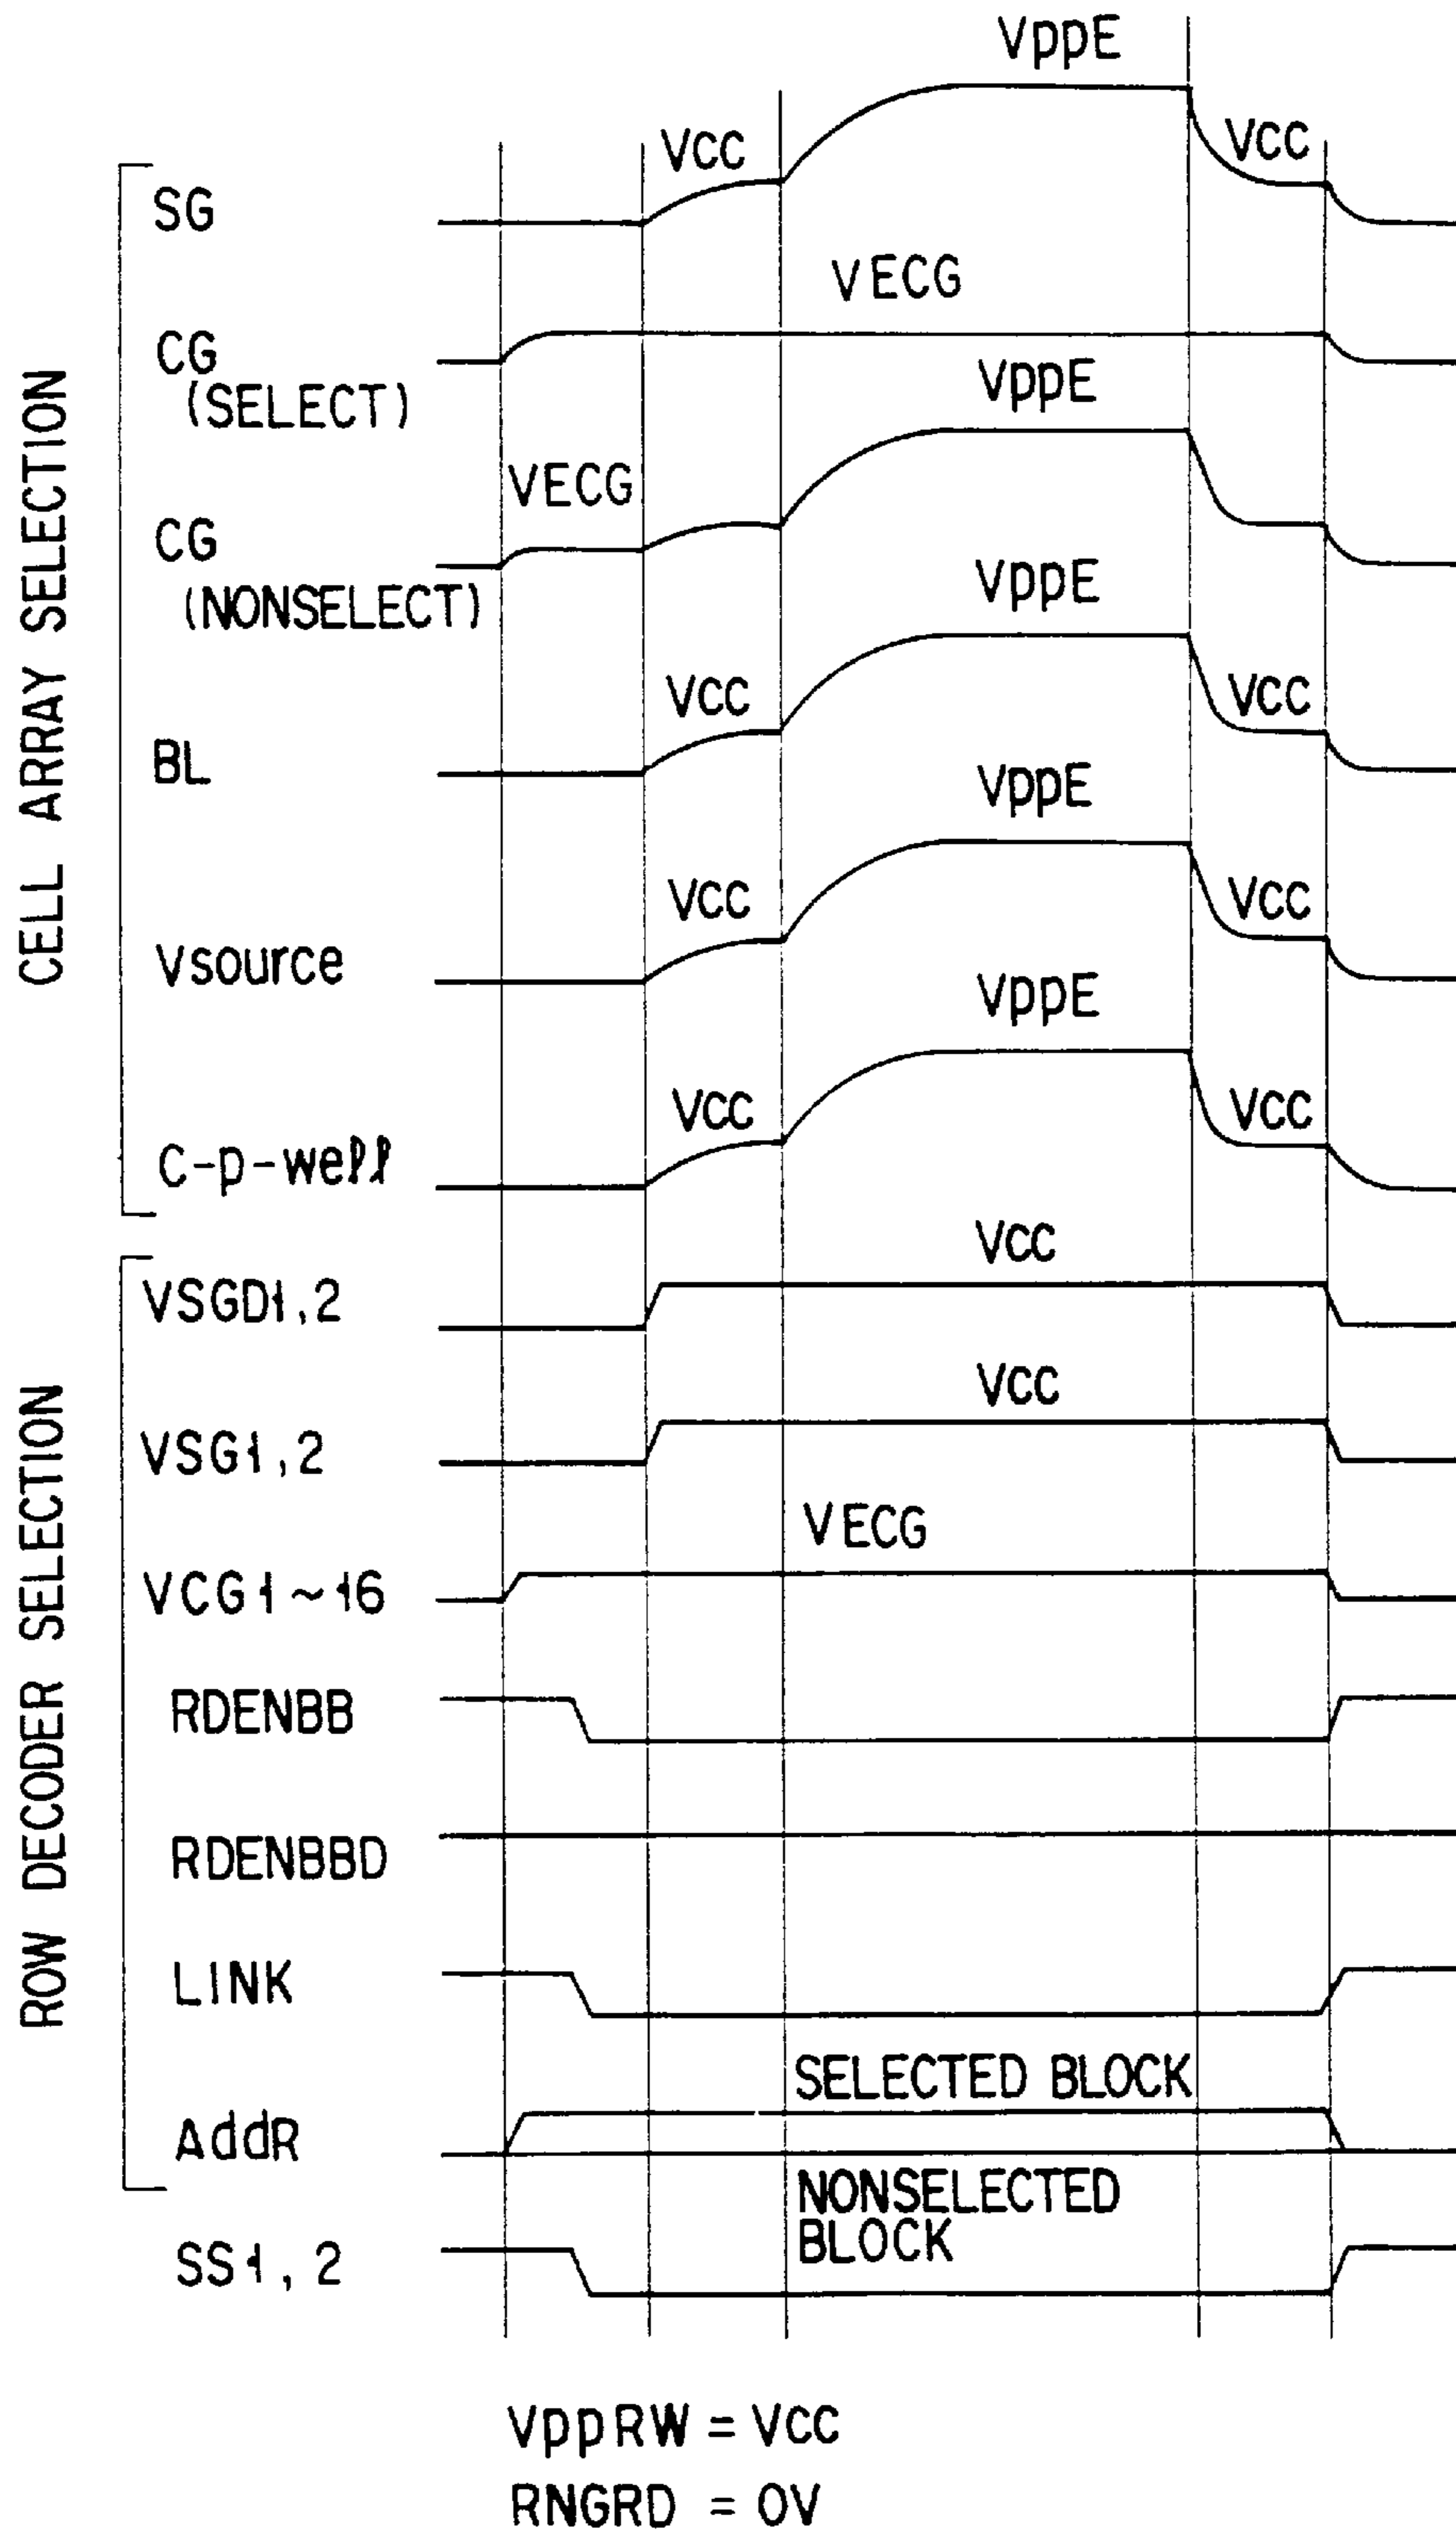 VppE
VCC
VCC
SG
VECG
CG
(SELECT)
VppE
VECG
CG
(NONSELECT)
VppE
VCC
VCC
BL
VppE
VCC
VCC
Vsource
VppE
VCC
VCC
C-p-well
CELL ARRAY SELECTION
VCC
VSGD1,2
VCC
VSG1,2
VECG
VCG1~16
RDENBB
RDENBBD
LINK
SELECTED BLOCK
AddR
NONSELECTED
BLOCK
SS1,2
ROW DECODER SELECTION
VppRW = VCC
RNGRD = 0V